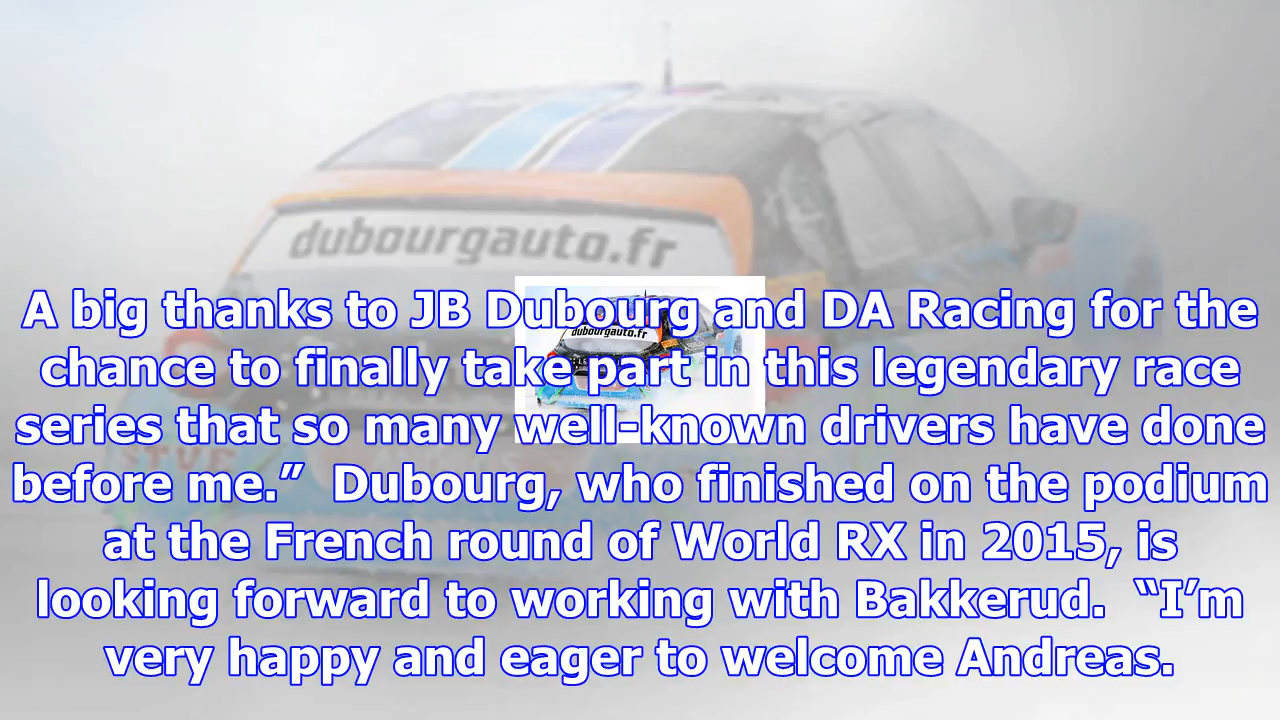 dubourgauto.fr
dubourgauto.fr
A big thanks to JB Dubourg and DA Racing for the
chance to finally take part in this legendary race
series that so many well-known drivers have done
before me.”  Dubourg, who finished on the podium
at the French round of World RX in 2015, is
looking forward to working with Bakkerud.  “I’m
very happy and eager to welcome Andreas.